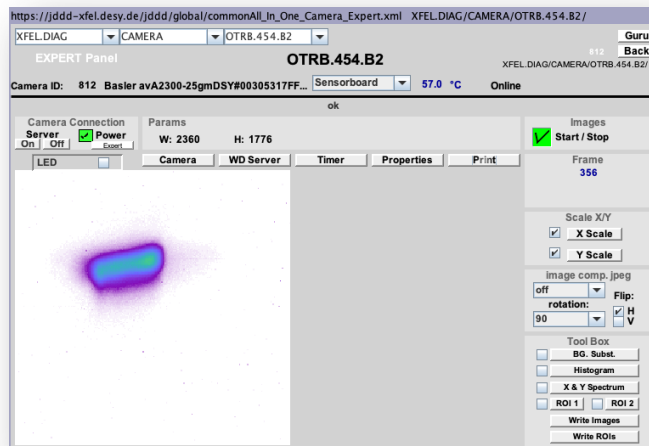 https://jddd-xfel.desy.de/jddd/global/commonAll_In_One_Camera_Expert.xml XFEL.DIAG/CAMERA/OTRB.454.B2/
XFEL.DIAG CAMERA OTRB.454.B2 Guru
EXPERT Panel OTRB.454.B2 812 Back
XFEL.DIAG/CAMERA/OTRB.454.B2/
Camera ID: 812 Basler avA2300-25gmDSY#00305317FF... Sensorboard 57.0 °C Online
ok
Camera Connection Params Images
Server Power W: 2360 H: 1776 Start / Stop
On Off Expert
LED Camera WD Server Timer Properties Print Frame
356
Scale X/Y
X Scale
Y Scale
image comp. jpeg
off Flip:
rotation: H
90 V
Tool Box
BG. Subst.
Histogram
X & Y Spectrum
ROI 1 ROI 2
Write Images
Write ROIs